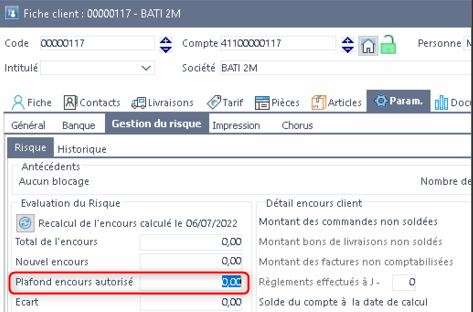 Fiche client : 00000117 - BATI 2M
Code 00000117 Compte 41100000117 Personne
Intitulé Société BATI 2M
Fiche Contacts Livraisons Tarif Pièces Articles Param. Docu
Général Banque Gestion du risque Impression Chorus
Risque Historique
Antécédents
Aucun blocage Nombre de
Evaluation du Risque Détail encours client
Recalcul de l'encours calculé le 06/07/2022 Montant des commandes non soldées
Total de l'encours 0,00 Montant bons de livraisons non soldés
Nouvel encours 0,00 Montant des factures non comptabilisées
Plafond encours autorisé 0,00 Règlements effectués à J - 0
Ecart 0,00 Solde du compte à la date de calcul